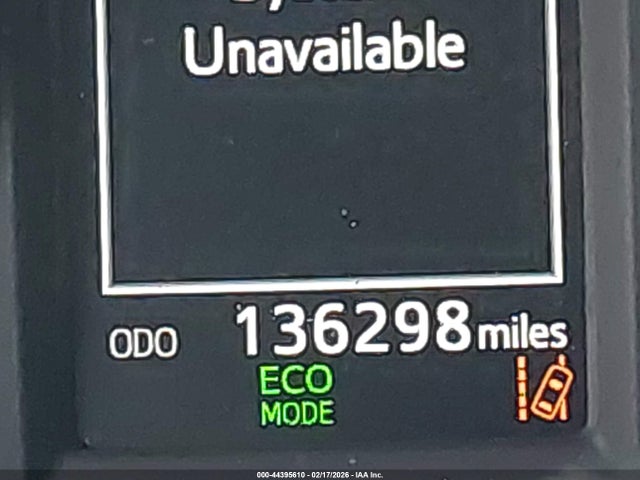 Unavailable
ODO 136298 miles
ECO
MODE
000-44395610 - 02/17/2026 - IAA Inc.